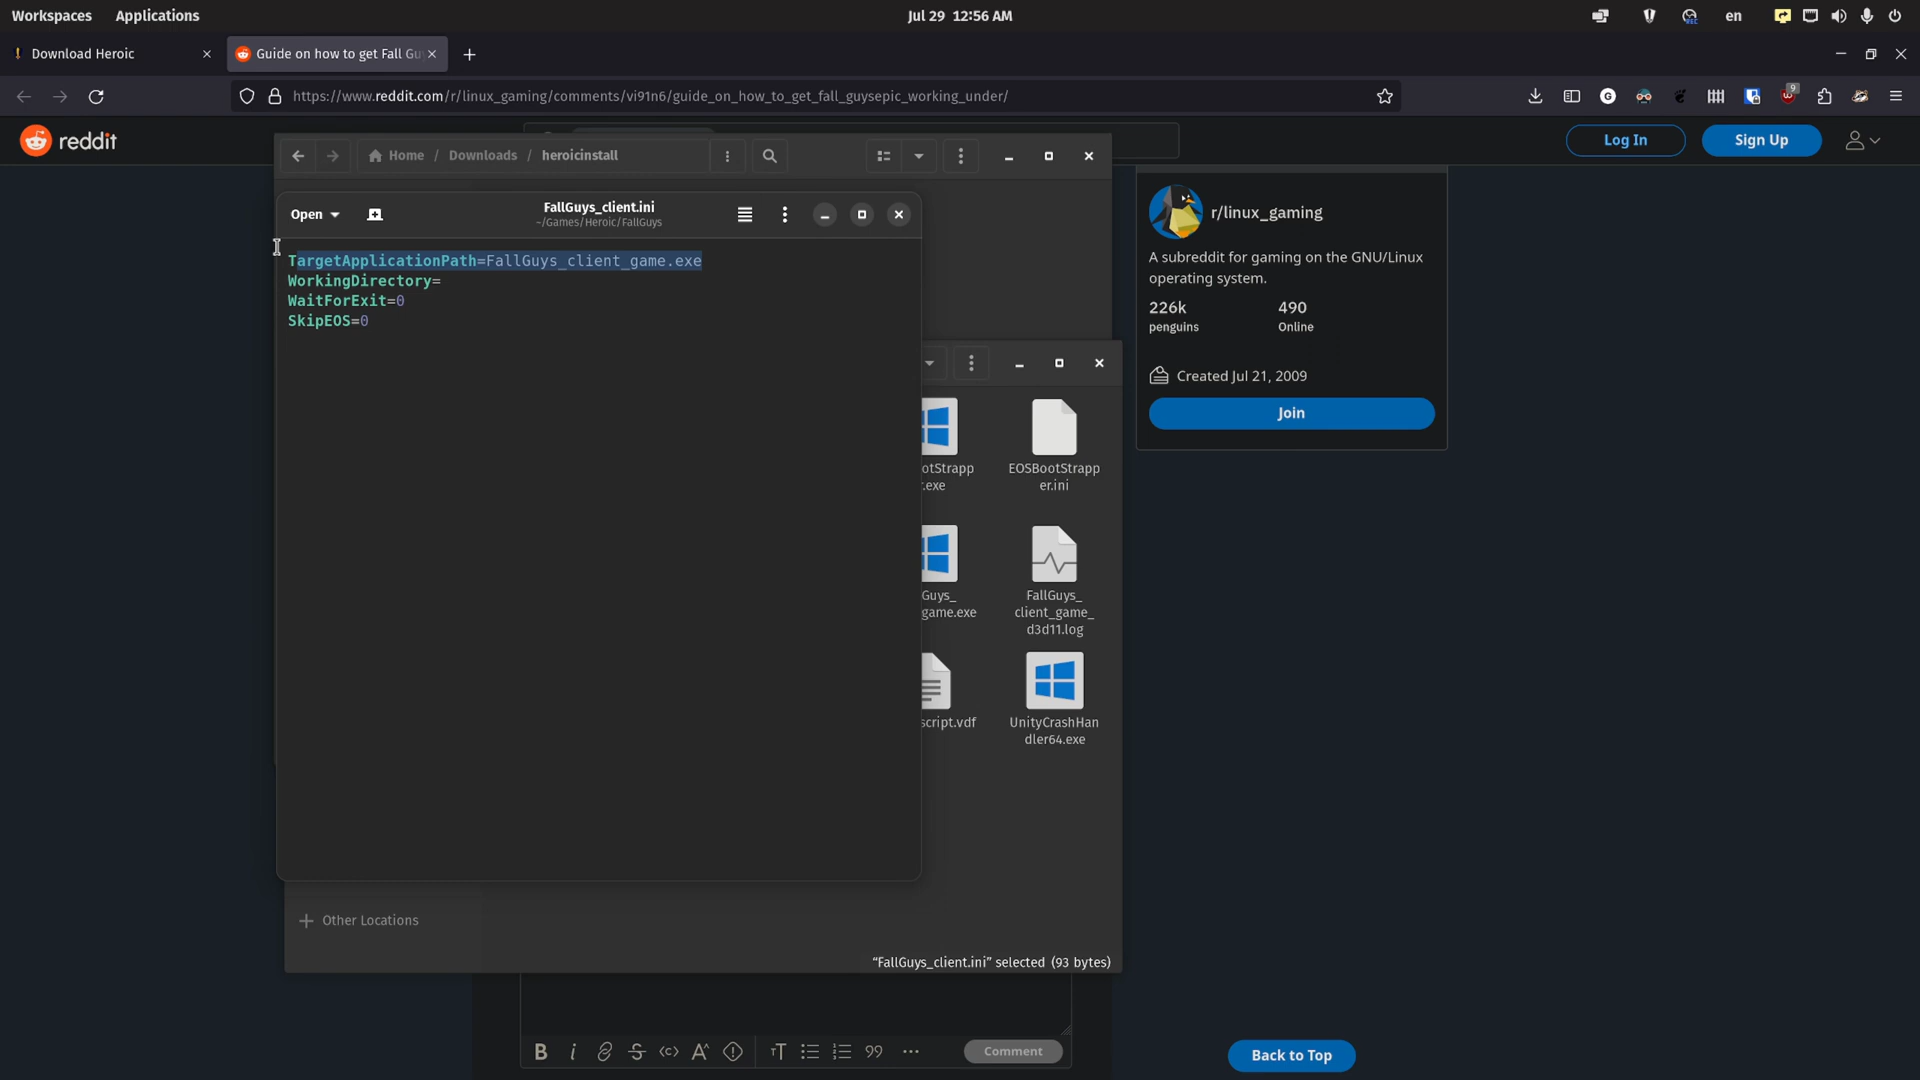 Workspaces Applications Jul 29 12:56 AM en
Download Heroic
Guide on how to get Fall Gu
https://www.reddit.com/r/linux_gaming/comments/vi91n6/guide_on_how_to_get_fall_guysepic_working_under/
9
reddit
Log In
Sign Up
Home / Downloads / heroicinstall
Open
FallGuys_client.ini
~/Games/Heroic/FallGuys
TargetApplicationPath=FallGuys_client_game.exe
WorkingDirectory=
WaitForExit=0
SkipEOS=0
otStrapp
.exe
EOSBootStrapp
er.ini
Guys_
game.exe
FallGuys_
client_game_
d3d11.log
script.vdf
UnityCrashHan
dler64.exe
Other Locations
“FallGuys_client.ini” selected (93 bytes)
r/linux_gaming
A subreddit for gaming on the GNU/Linux
operating system.
226k
penguins
490
Online
Created Jul 21, 2009
Join
Comment
Back to Top